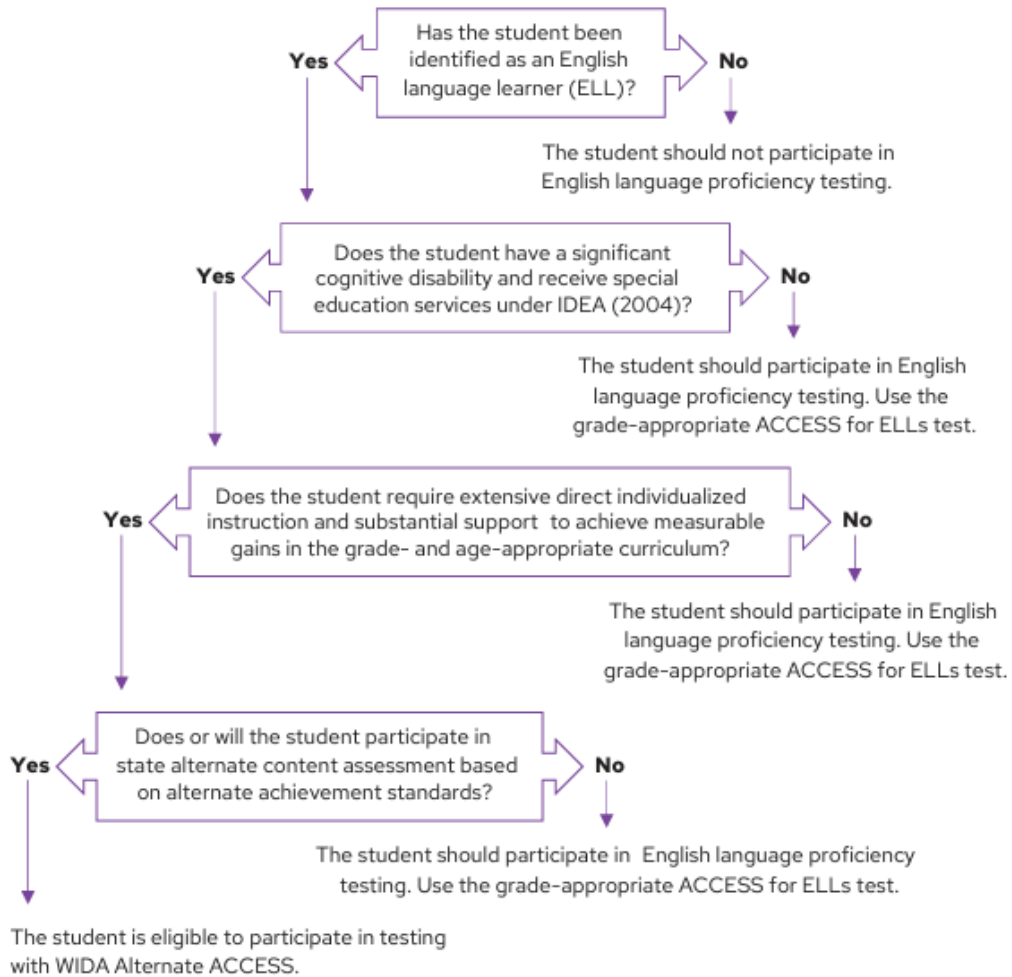 Has the student been
identified as an English
language learner (ELL)?
Yes
No
The student should not participate in
English language proficiency testing.
Does the student have a significant
cognitive disability and receive special
education services under IDEA (2004)?
Yes
No
The student should participate in English
language proficiency testing. Use the
grade-appropriate ACCESS for ELLs test.
Does the student require extensive direct individualized
instruction and substantial support to achieve measurable
gains in the grade- and age-appropriate curriculum?
Yes
No
The student should participate in English
language proficiency testing. Use the
grade-appropriate ACCESS for ELLs test.
Does or will the student participate in
state alternate content assessment based
on alternate achievement standards?
Yes
No
The student should participate in English language proficiency
testing. Use the grade-appropriate ACCESS for ELLs test.
The student is eligible to participate in testing
with WIDA Alternate ACCESS.